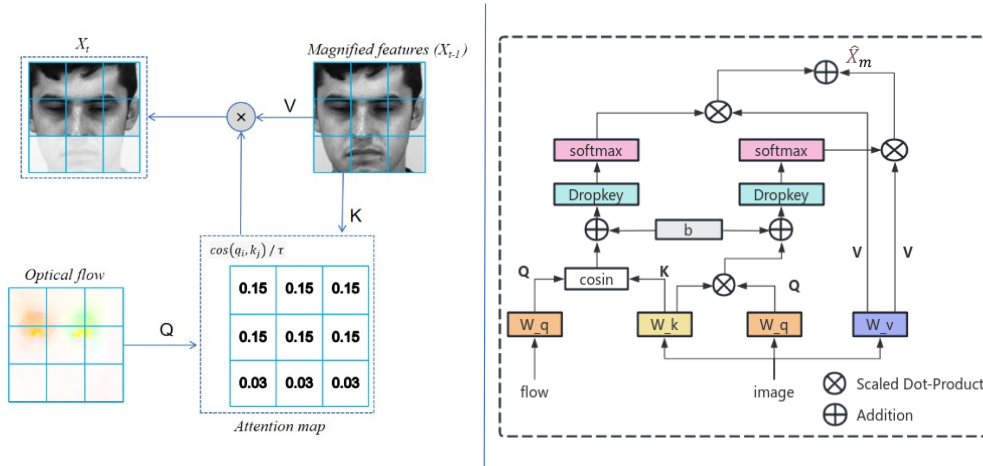 X_t
Magnified features (X_{t-1})
V
K
cos(q_i, k_j) / τ
Optical flow
Q
0.15 0.15 0.15
0.15 0.15 0.15
0.03 0.03 0.03
Attention map
X̂_m
softmax softmax
Dropkey Dropkey
b
Q cosin K Q V V
W_q W_k W_q W_v
flow image
Scaled Dot-Product
Addition